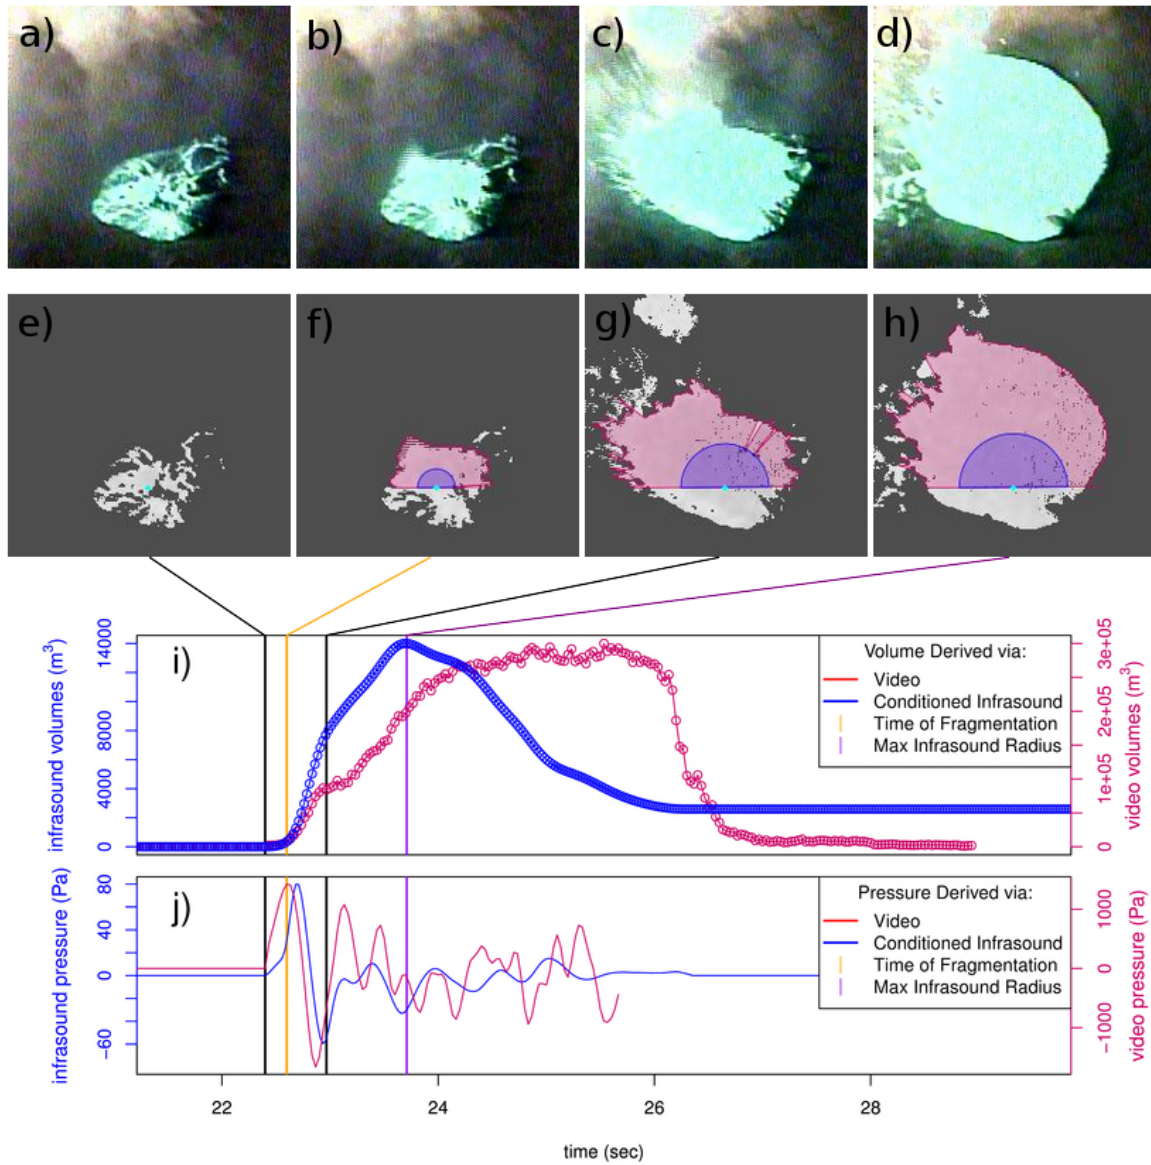 a) b) c) d)
e) f) g) h)
i)
infrasound volumes (m³)
14000
8000
4000
0
Volume Derived via:
Video
Conditioned Infrasound
Time of Fragmentation
Max Infrasound Radius
3e+05
2e+05
1e+05
0
video volumes (m³)
j)
infrasound pressure (Pa)
80
40
0
−60
Pressure Derived via:
Video
Conditioned Infrasound
Time of Fragmentation
Max Infrasound Radius
1000
0
−1000
video pressure (Pa)
22 24 26 28
time (sec)